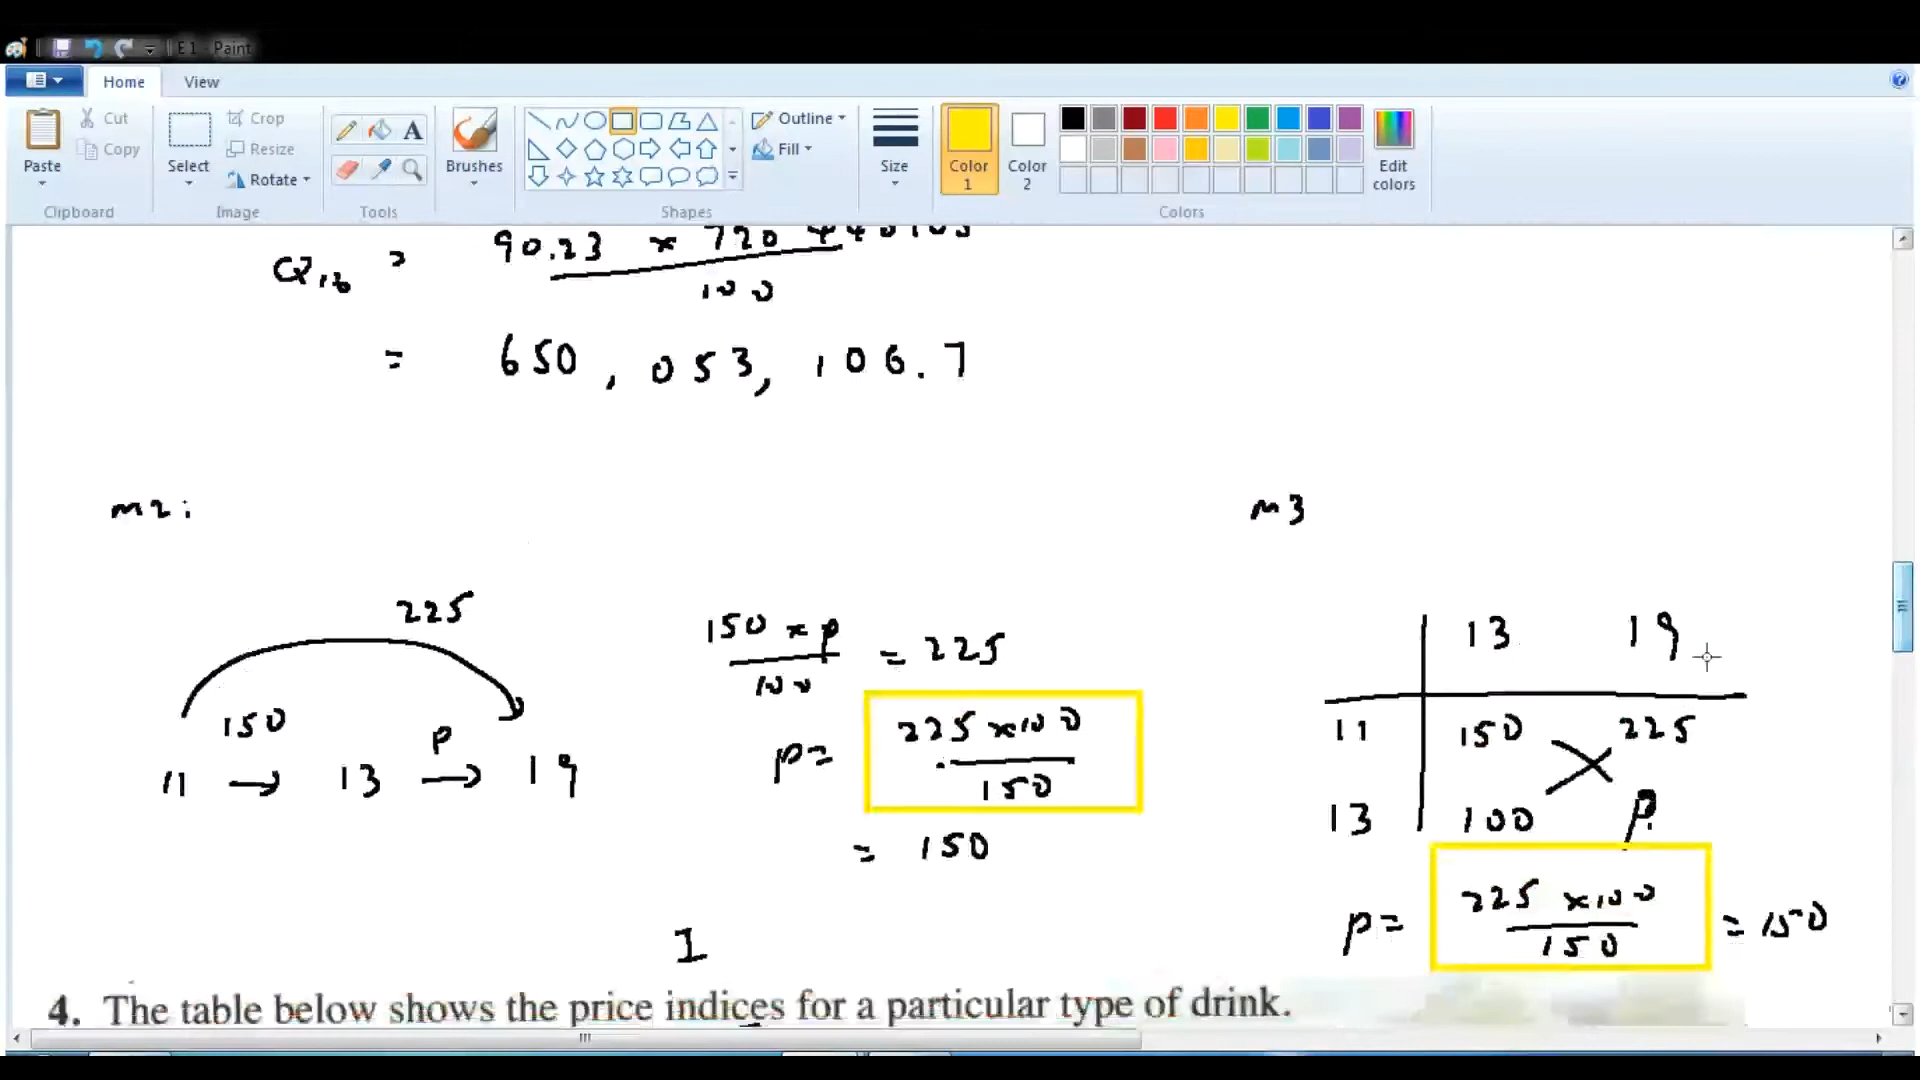 E1 - Paint
Home View
Paste
Cut
Copy
Clipboard
Select
Crop
Resize
Rotate
Image
Tools
Brushes
Shapes
Outline
Fill
Size
Color 1
Color 2
Colors
Edit colors
= 90.23 × 720
100
= 650,053,106.7
m2:
m3
225
150 P
11 → 13 → 19
150 × P = 225
100
P = 225 × 100
150
= 150
13 19
11 150 225
13 100 P
P = 225 × 100 = 150
150
I
4. The table below shows the price indices for a particular type of drink.